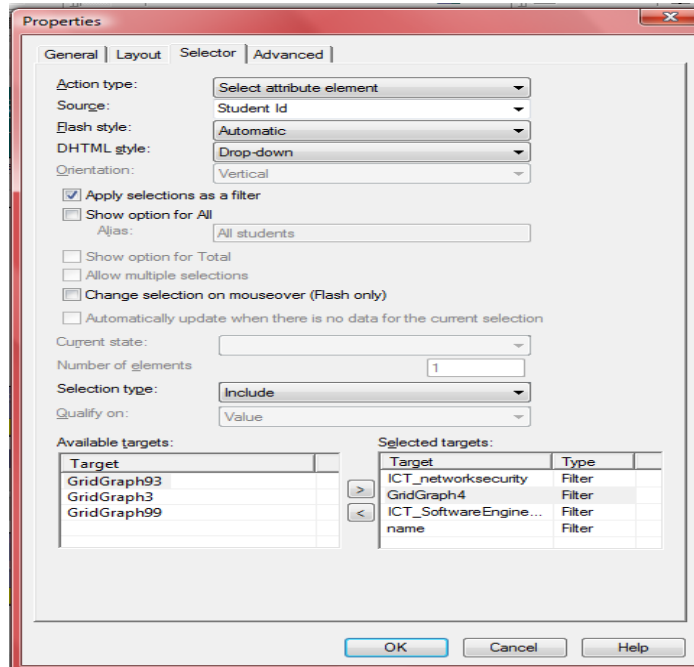 Properties
General Layout Selector Advanced
Action type: Select attribute element
Source: Student Id
Flash style: Automatic
DHTML style: Drop-down
Orientation: Vertical
Apply selections as a filter
Show option for All
Alias: All students
Show option for Total
Allow multiple selections
Change selection on mouseover (Flash only)
Automatically update when there is no data for the current selection
Current state:
Number of elements 1
Selection type: Include
Qualify on: Value
Available targets: Selected targets:
Target Target Type
GridGraph93 ICT_networksecurity Filter
GridGraph3 > GridGraph4 Filter
GridGraph99 < ICT_SoftwareEngine... Filter
name Filter
OK Cancel Help